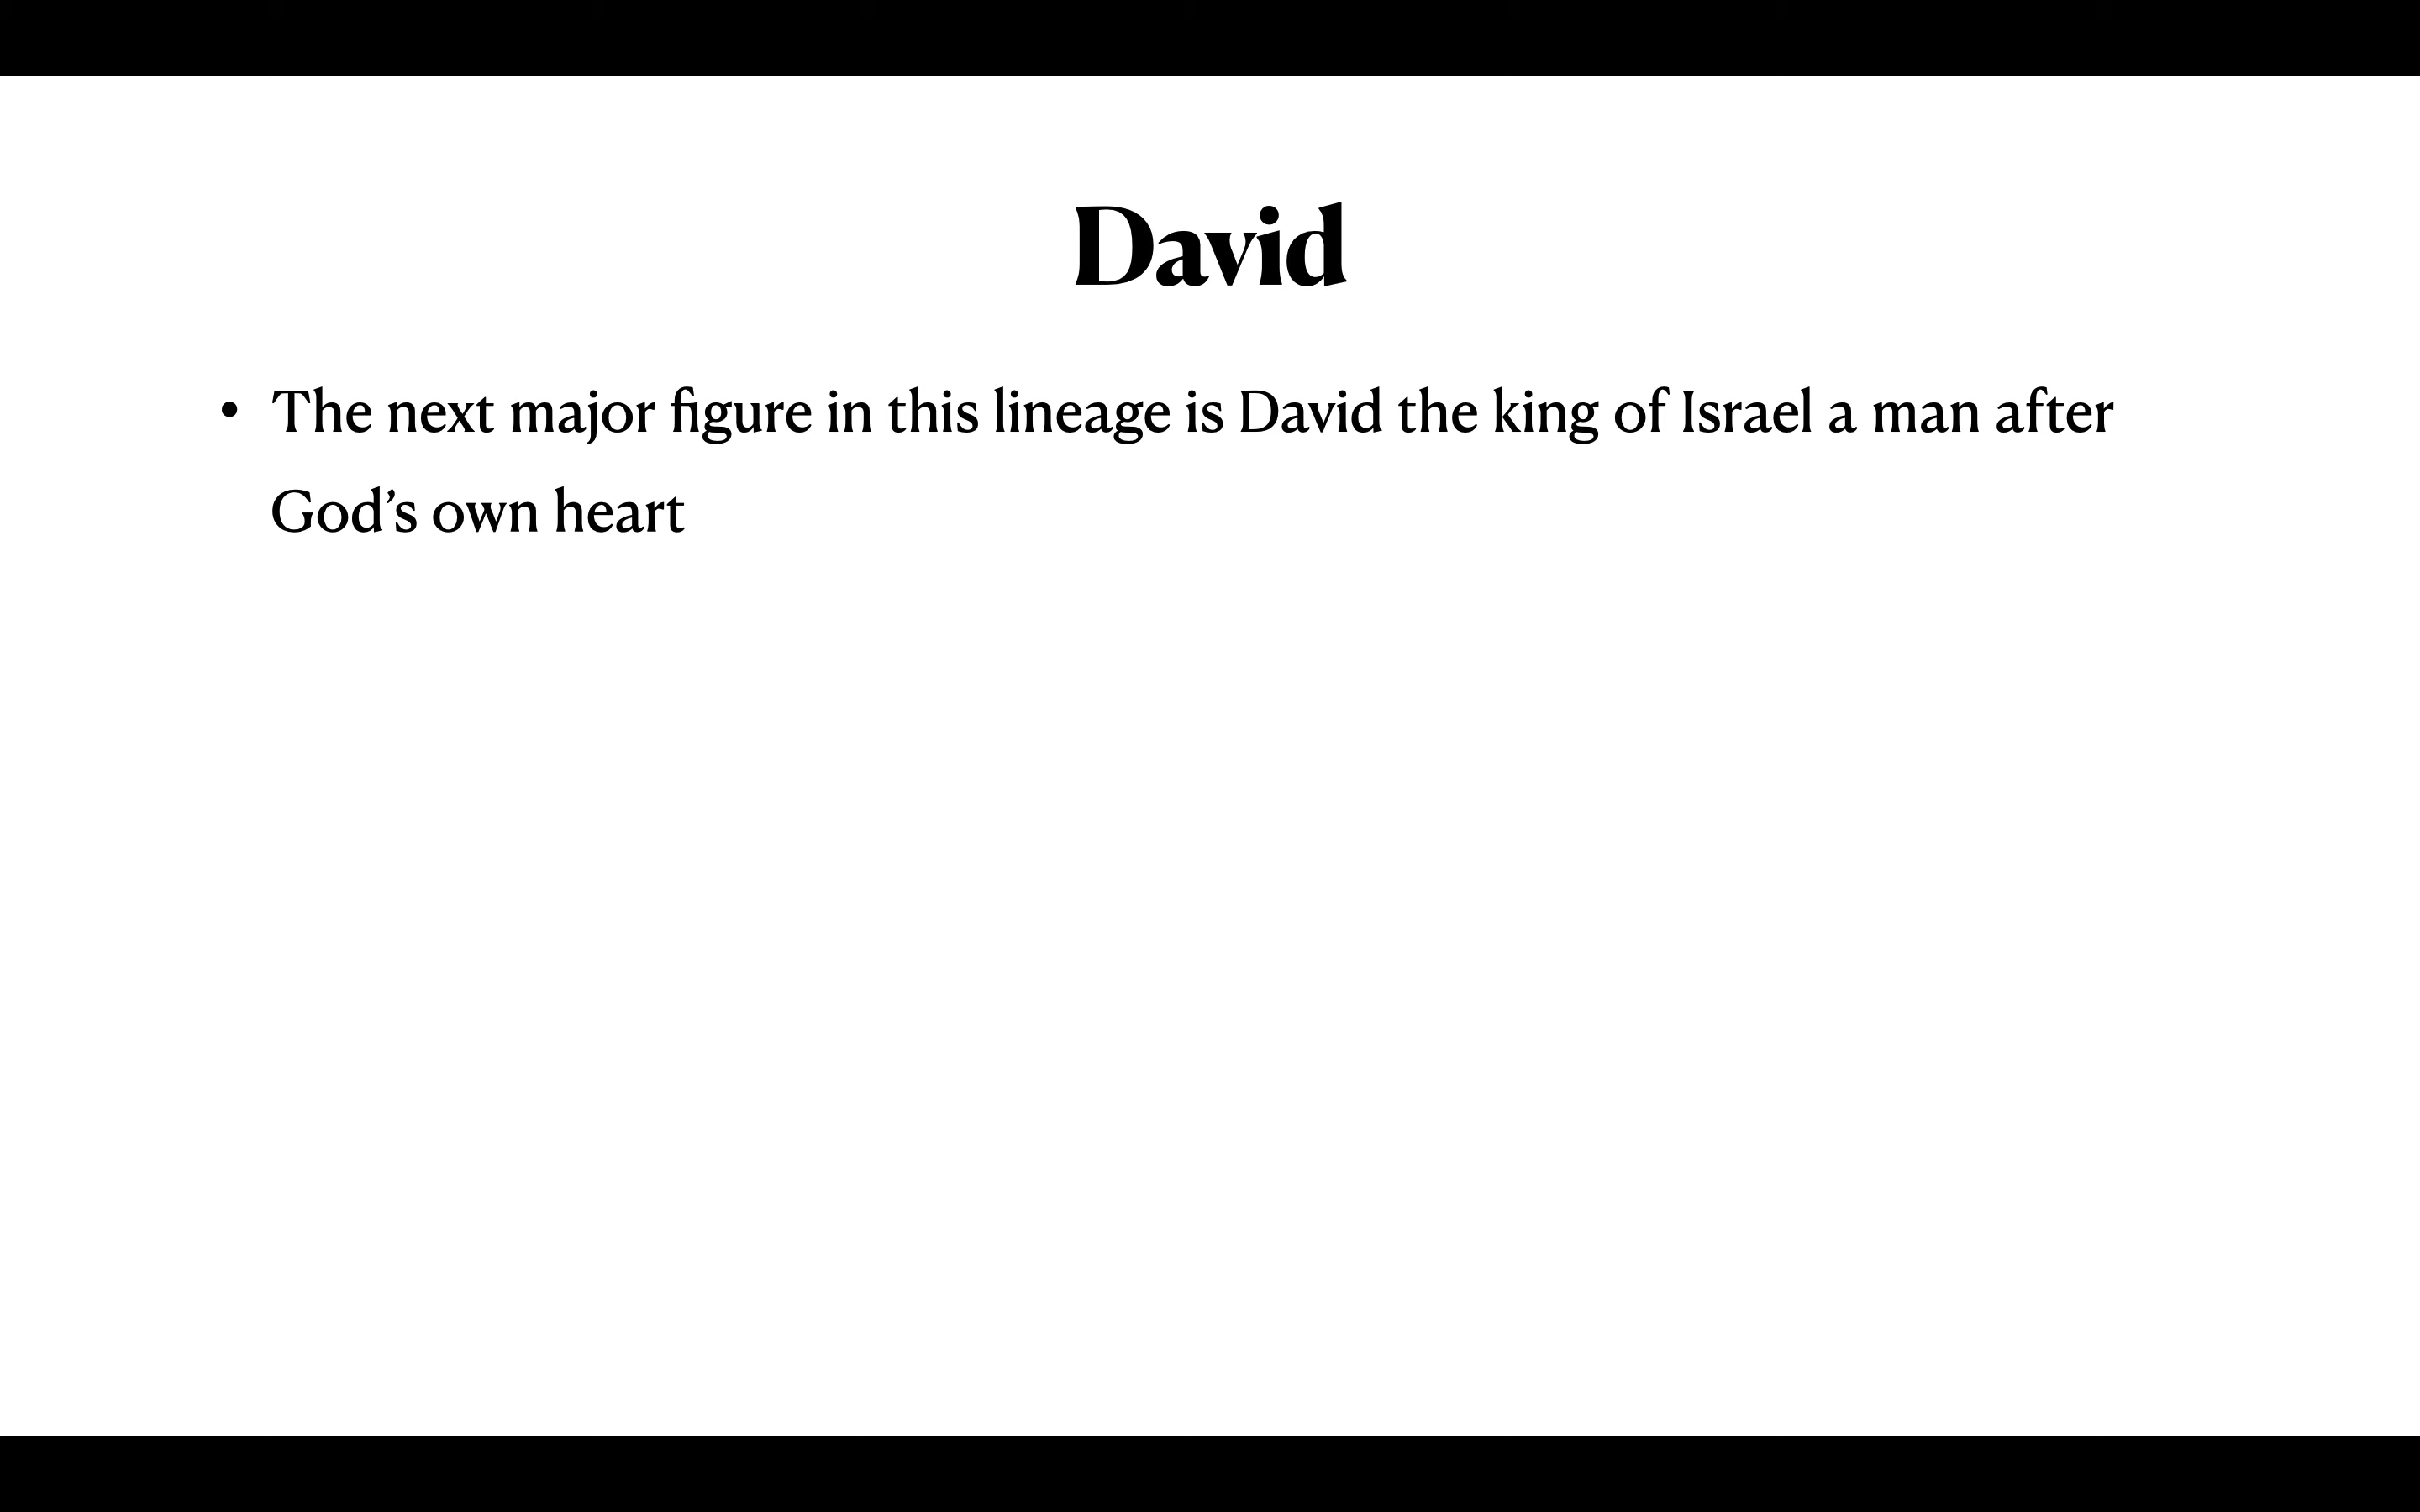 David
• The next major figure in this lineage is David the king of Israel a man after
God’s own heart